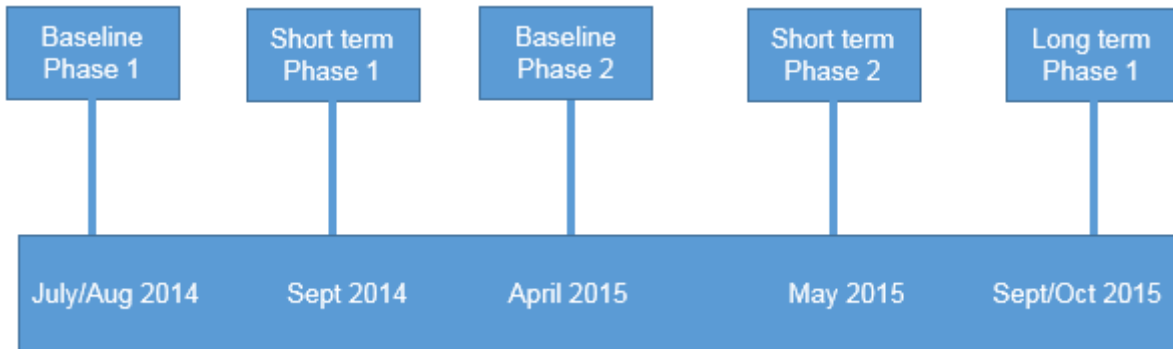 Baseline
Phase 1
Short term
Phase 1
Baseline
Phase 2
Short term
Phase 2
Long term
Phase 1
July/Aug 2014
Sept 2014
April 2015
May 2015
Sept/Oct 2015